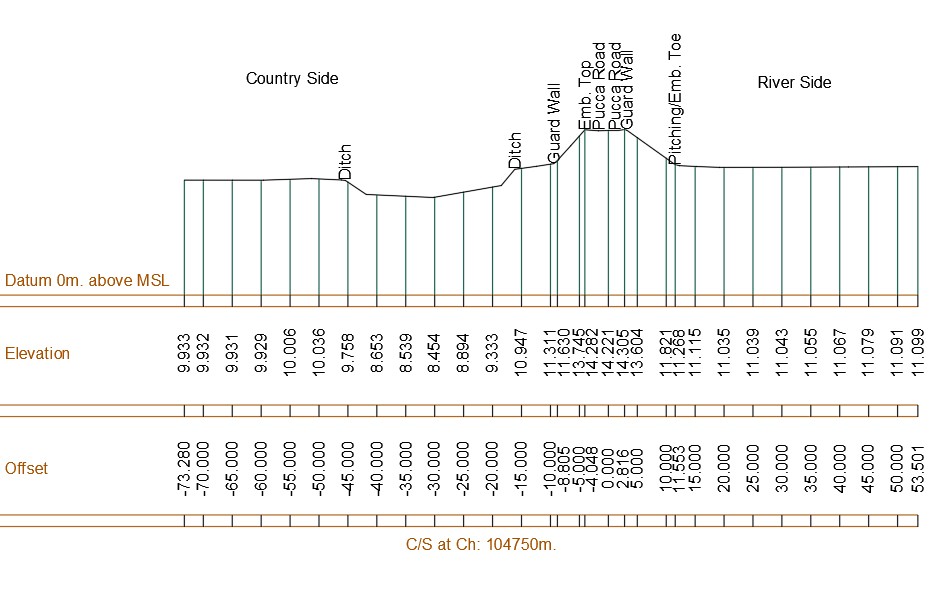 Country Side
River Side
Ditch
Ditch
Guard Wall
Emb. Top
Pucca Road
Pucca Road
Guard Wall
Pitching/Emb. Toe
Datum 0m. above MSL
Elevation
9.933 9.932 9.931 9.929 10.006 10.036 9.758 8.653 8.539 8.454 8.894 9.333 10.947 11.311 11.630 13.745 14.282 14.221 14.305 13.604 11.821 11.268 11.115 11.035 11.039 11.043 11.055 11.067 11.079 11.091 11.099
Offset
-73.280 -70.000 -65.000 -60.000 -55.000 -50.000 -45.000 -40.000 -35.000 -30.000 -25.000 -20.000 -15.000 -10.000 -8.805 -5.000 -4.048 0.000 2.816 5.000 10.000 11.553 15.000 20.000 25.000 30.000 35.000 40.000 45.000 50.000 53.501
C/S at Ch: 104750m.